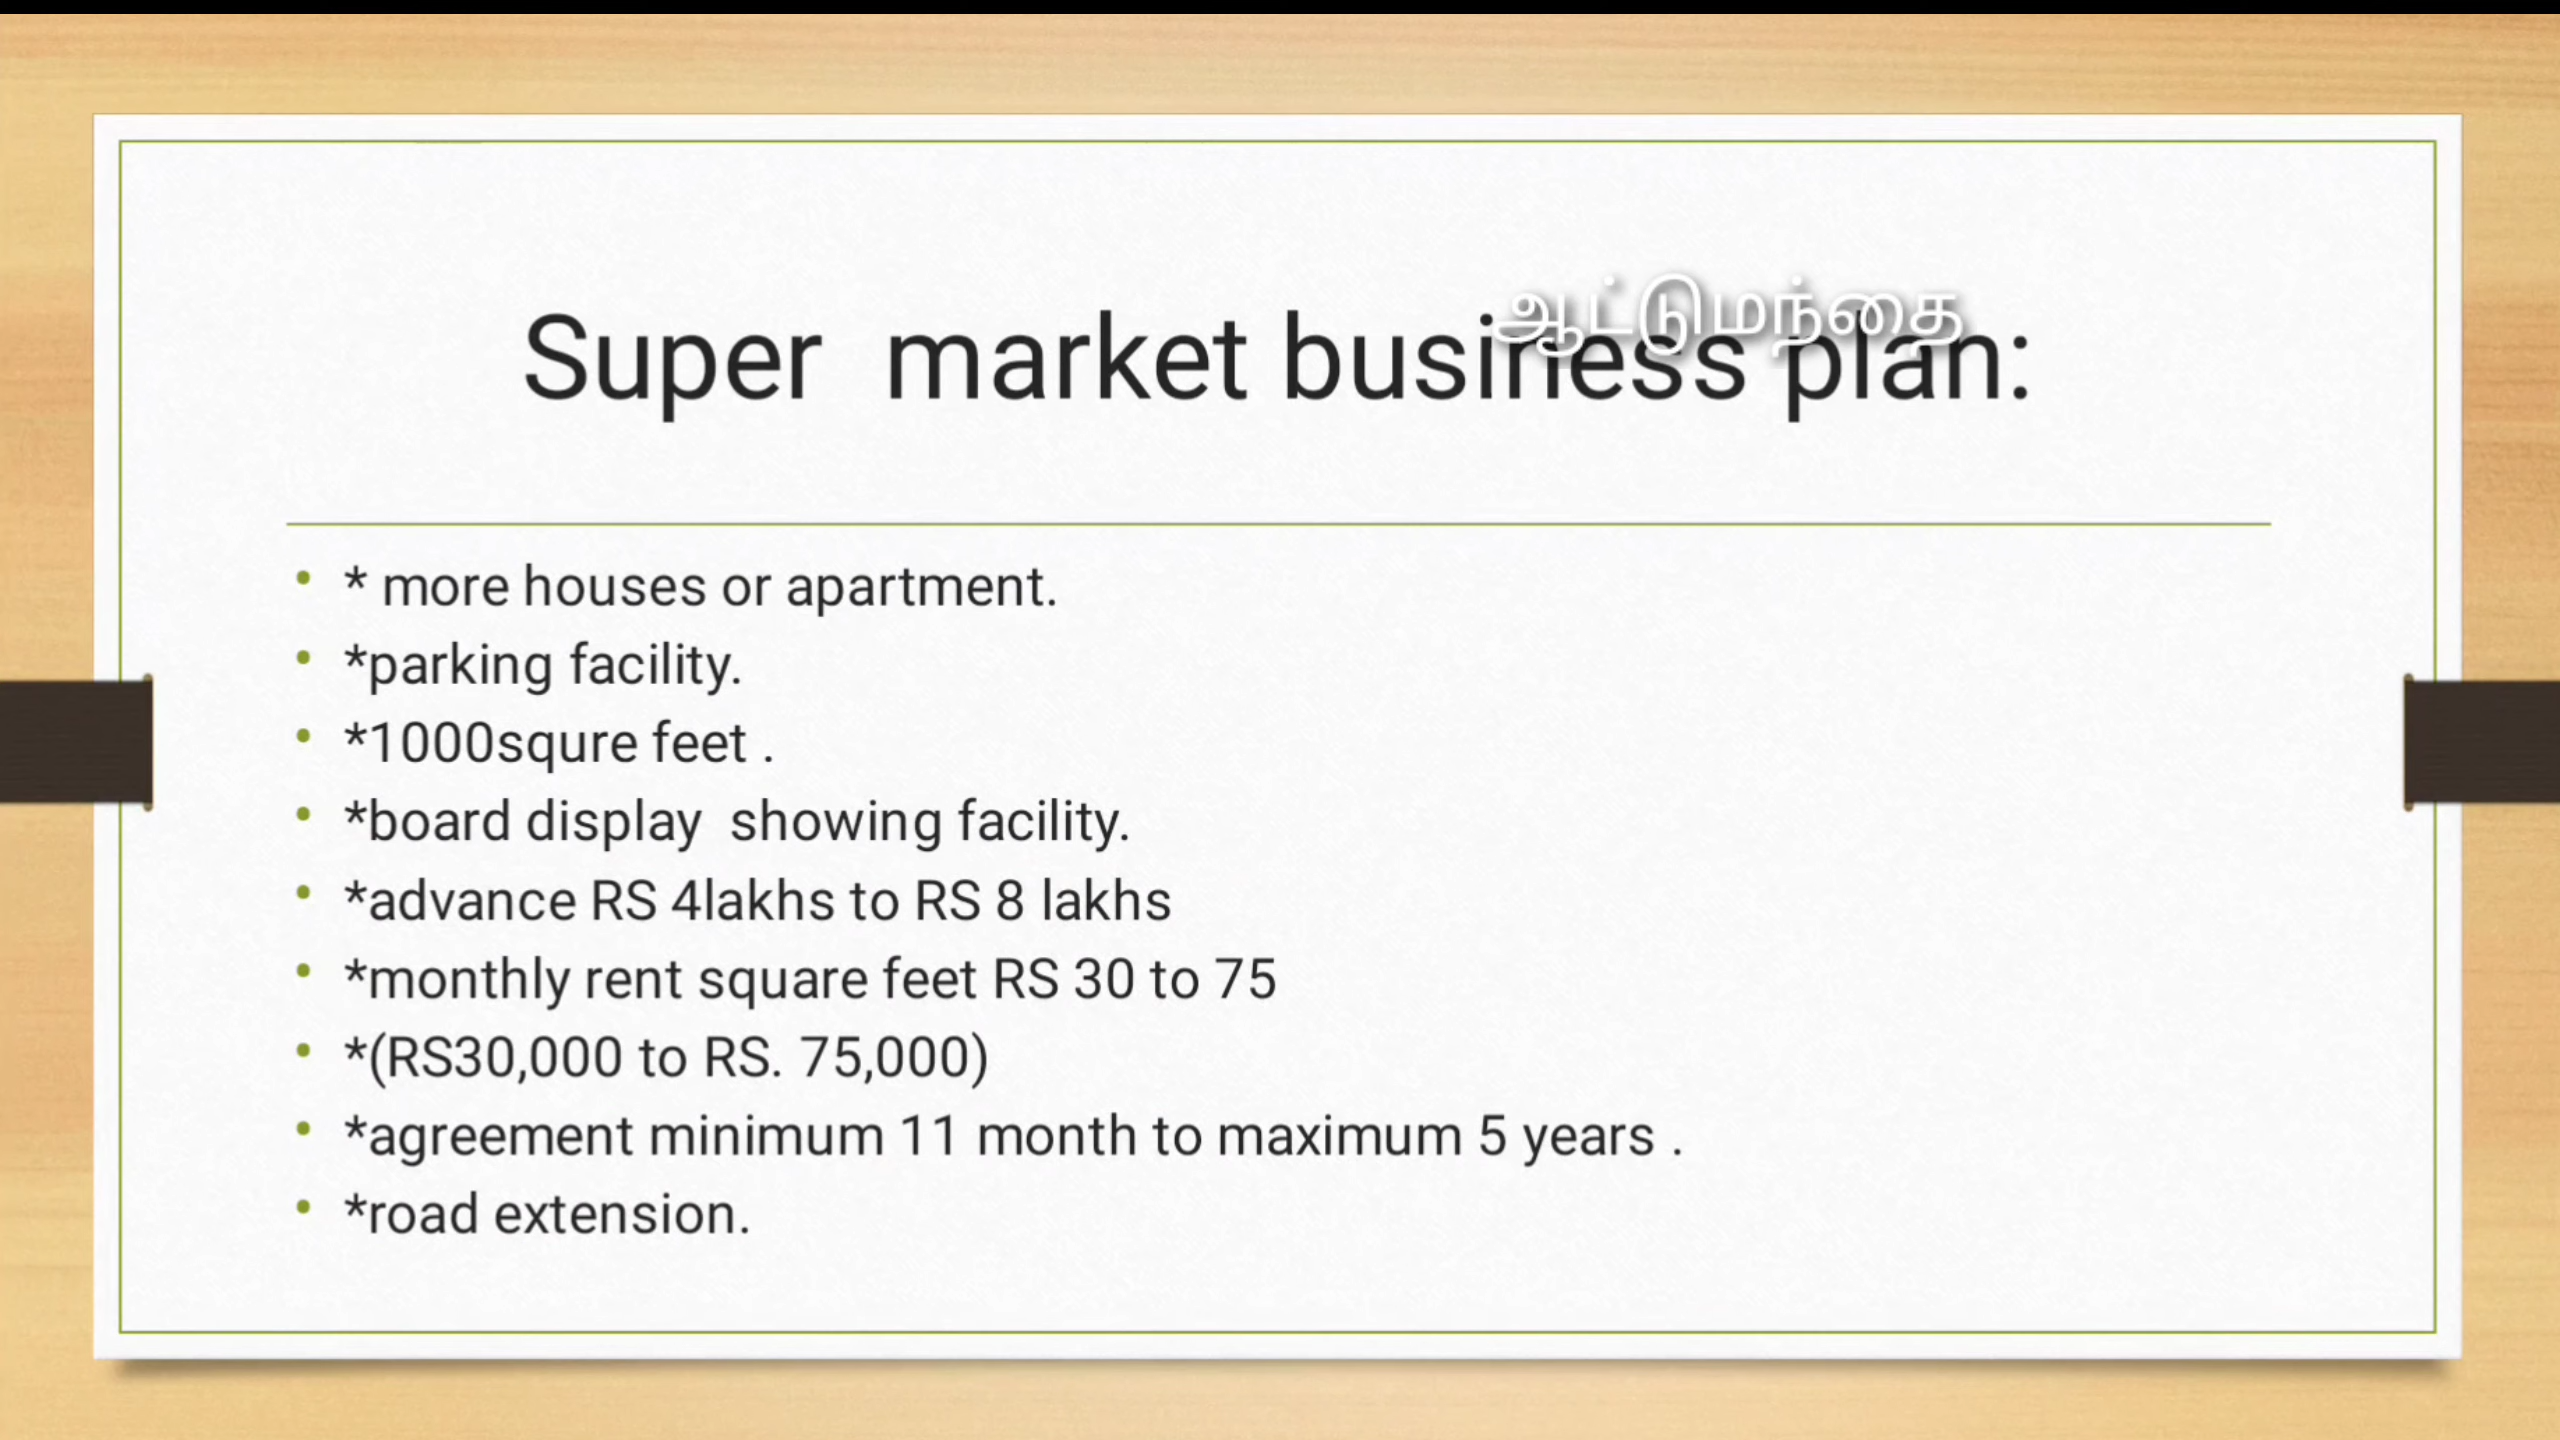 ஆட்டுமந்தை
Super  market business plan:
• * more houses or apartment.
• *parking facility.
• *1000squre feet .
• *board display  showing facility.
• *advance RS 4lakhs to RS 8 lakhs
• *monthly rent square feet RS 30 to 75
• *(RS30,000 to RS. 75,000)
• *agreement minimum 11 month to maximum 5 years .
• *road extension.